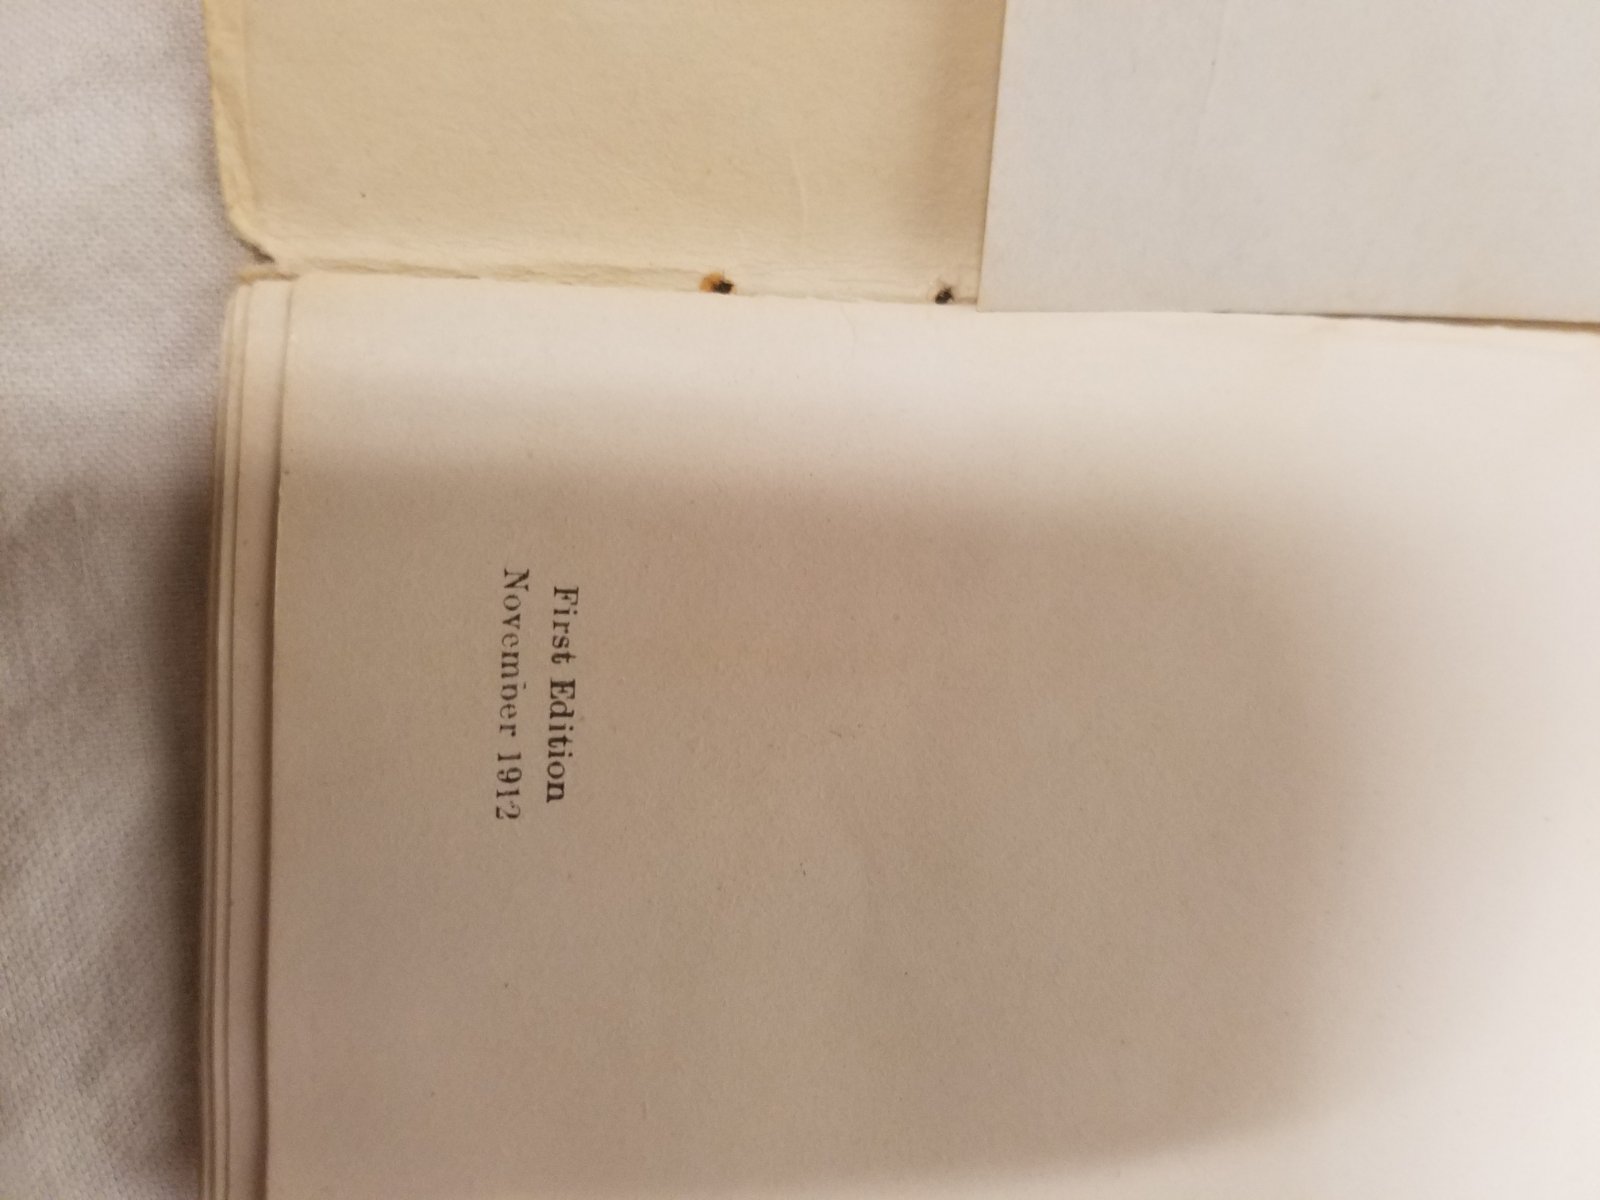 First Edition
November 1912